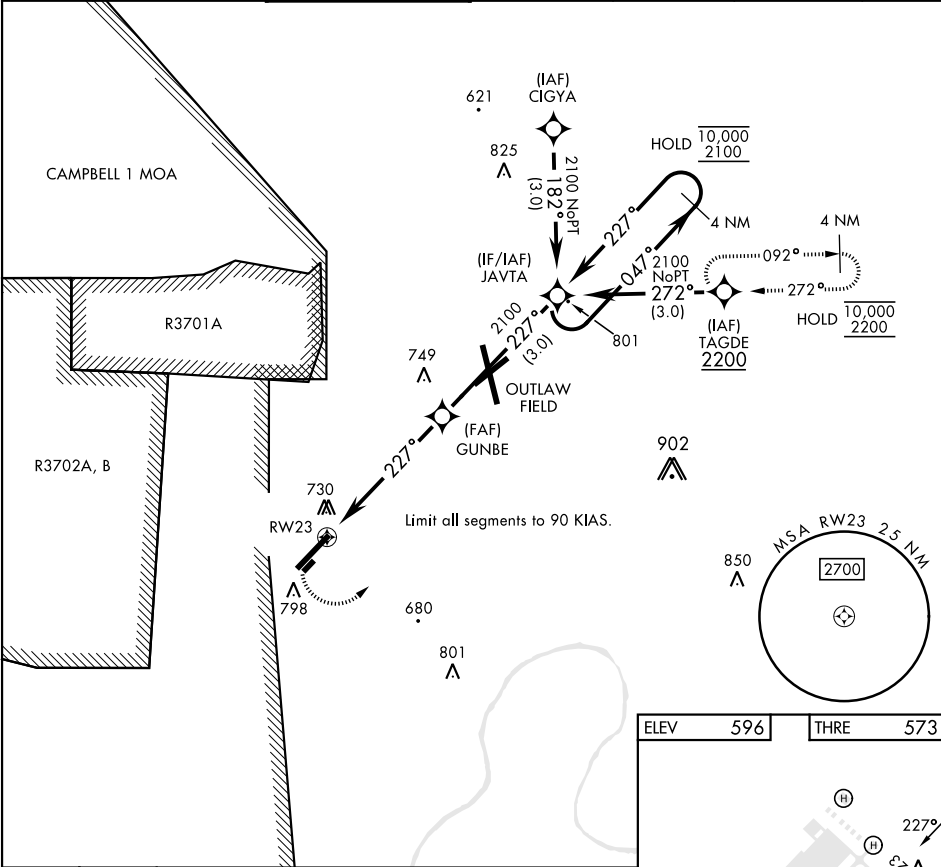 (IAF)
CIGYA
621
825
CAMPBELL 1 MOA
HOLD 10,000
2100
2100 NoPT
182°
(3.0)
227°
4 NM
4 NM
047°
092°
(IF/IAF)
JAVTA
2100
NoPT
272°
(3.0)
272°
HOLD 10,000
2200
(IAF)
TAGDE
2200
R3701A
2100
227°
(3.0)
801
749
OUTLAW
FIELD
(FAF)
GUNBE
227°
902
R3702A, B
730
RW23
Limit all segments to 90 KIAS.
MSA RW23 25 NM
2700
850
798
680
801
ELEV 596
THRE 573
H
227°
H
23